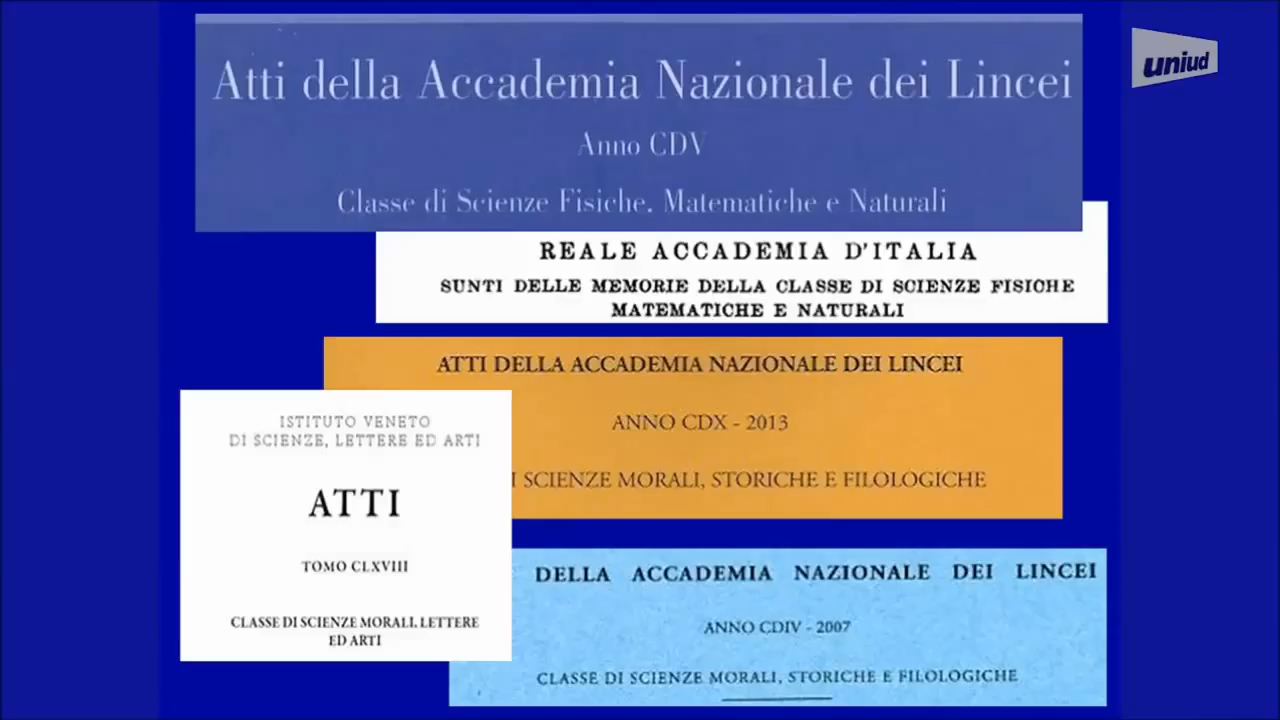 uniud
Atti della Accademia Nazionale dei Lincei
Anno CDV
Classe di Scienze Fisiche, Matematiche e Naturali
REALE ACCADEMIA D'ITALIA
SUNTI DELLE MEMORIE DELLA CLASSE DI SCIENZE FISICHE
MATEMATICHE E NATURALI
ATTI DELLA ACCADEMIA NAZIONALE DEI LINCEI
ANNO CDX - 2013
I SCIENZE MORALI, STORICHE E FILOLOGICHE
ISTITUTO VENETO
DI SCIENZE, LETTERE ED ARTI
ATTI
TOMO CLXVIII
CLASSE DI SCIENZE MORALI, LETTERE
ED ARTI
DELLA ACCADEMIA NAZIONALE DEI LINCEI
ANNO CDIV - 2007
CLASSE DI SCIENZE MORALI, STORICHE E FILOLOGICHE